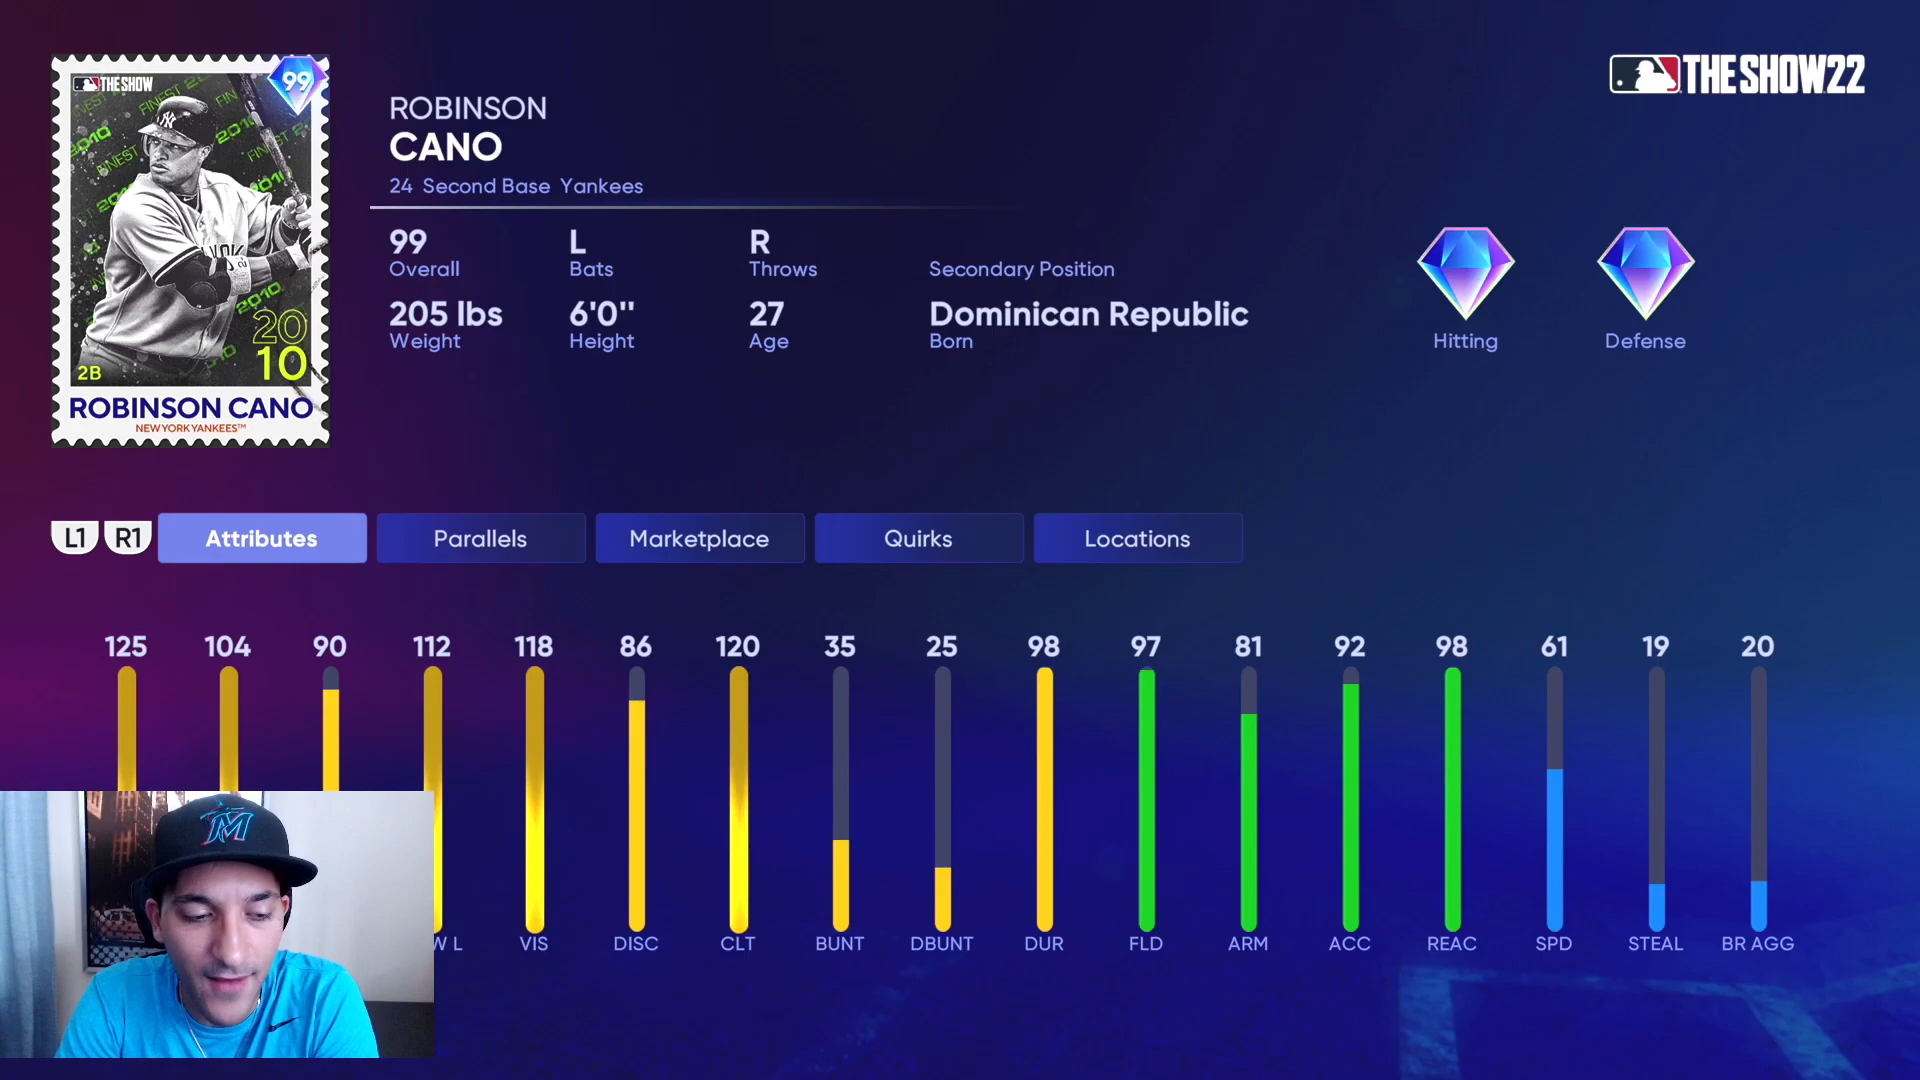 THE SHOW
99
2010
FINEST
2B
20
10
ROBINSON CANO
NEW YORK YANKEES™
ROBINSON
CANO
24 Second Base Yankees
99 L R
Overall Bats Throws Secondary Position
205 lbs 6'0" 27 Dominican Republic
Weight Height Age Born
THE SHOW22
Hitting Defense
L1 R1 Attributes Parallels Marketplace Quirks Locations
125 104 90 112 118 86 120 35 25 98 97 81 92 98 61 19 20
W L VIS DISC CLT BUNT DBUNT DUR FLD ARM ACC REAC SPD STEAL BR AGG
M